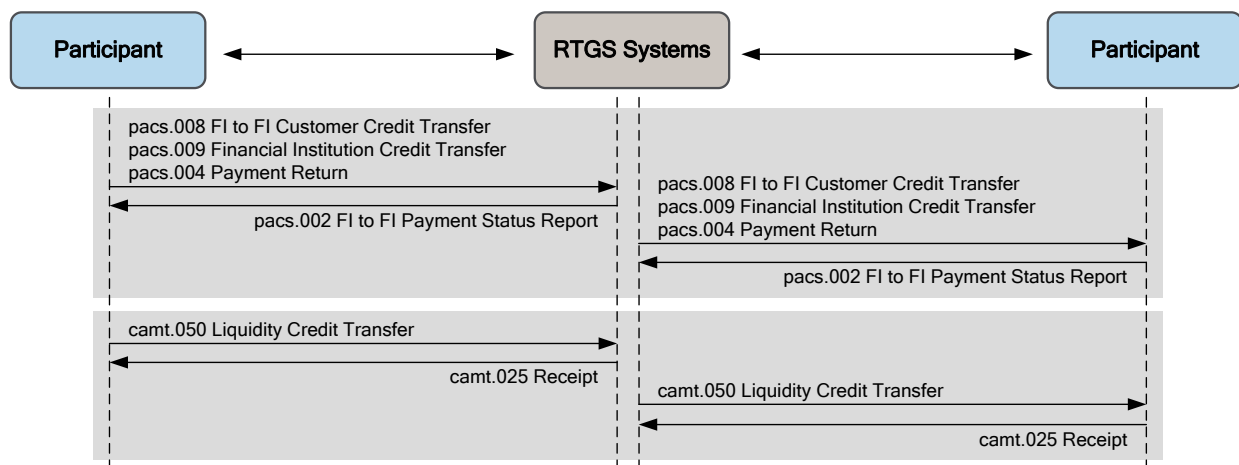 Participant
RTGS Systems
Participant
pacs.008 FI to FI Customer Credit Transfer
pacs.009 Financial Institution Credit Transfer
pacs.004 Payment Return
pacs.002 FI to FI Payment Status Report
pacs.008 FI to FI Customer Credit Transfer
pacs.009 Financial Institution Credit Transfer
pacs.004 Payment Return
pacs.002 FI to FI Payment Status Report
camt.050 Liquidity Credit Transfer
camt.025 Receipt
camt.050 Liquidity Credit Transfer
camt.025 Receipt